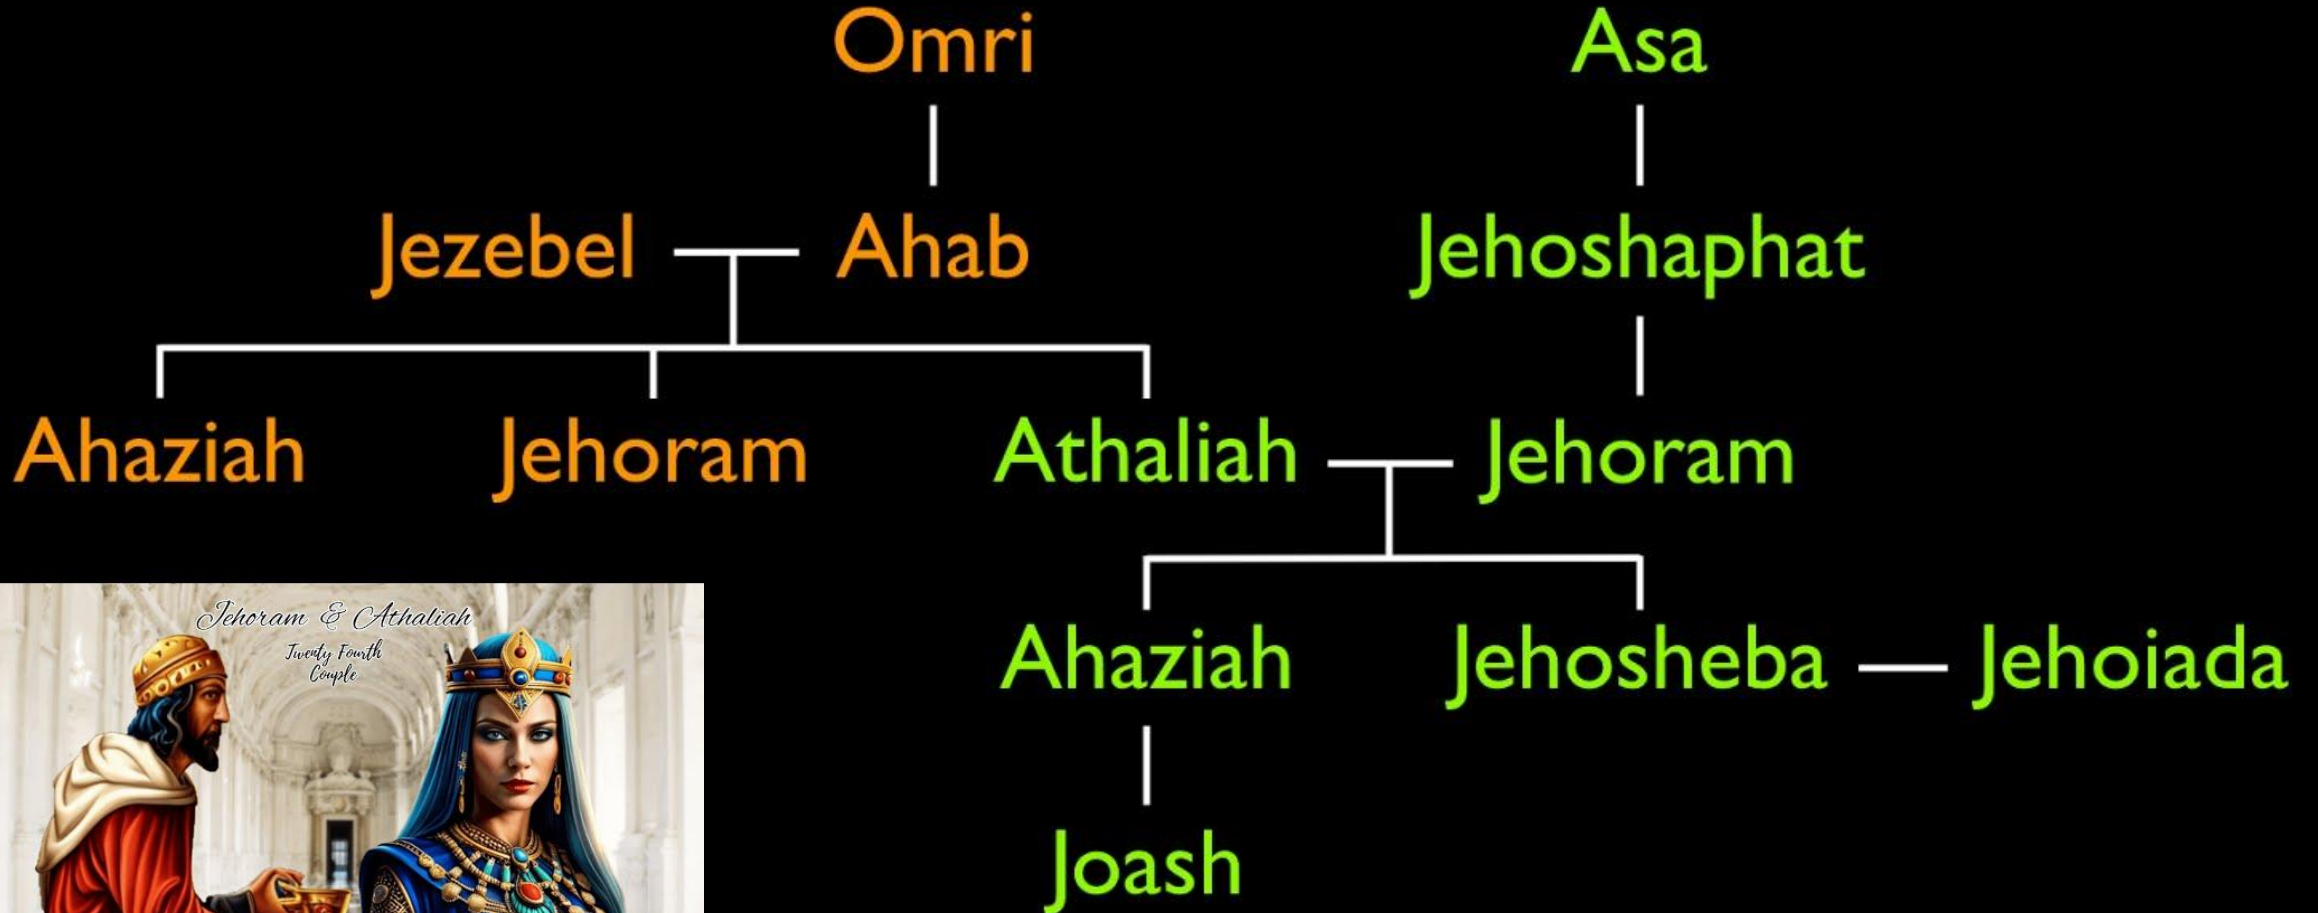 Omri Asa
Jezebel Ahab Jehoshaphat
Ahaziah Jehoram Athaliah Jehoram
Jehoram & Athaliah
Twenty Fourth
Couple
Ahaziah Jehosheba Jehoiada
Joash